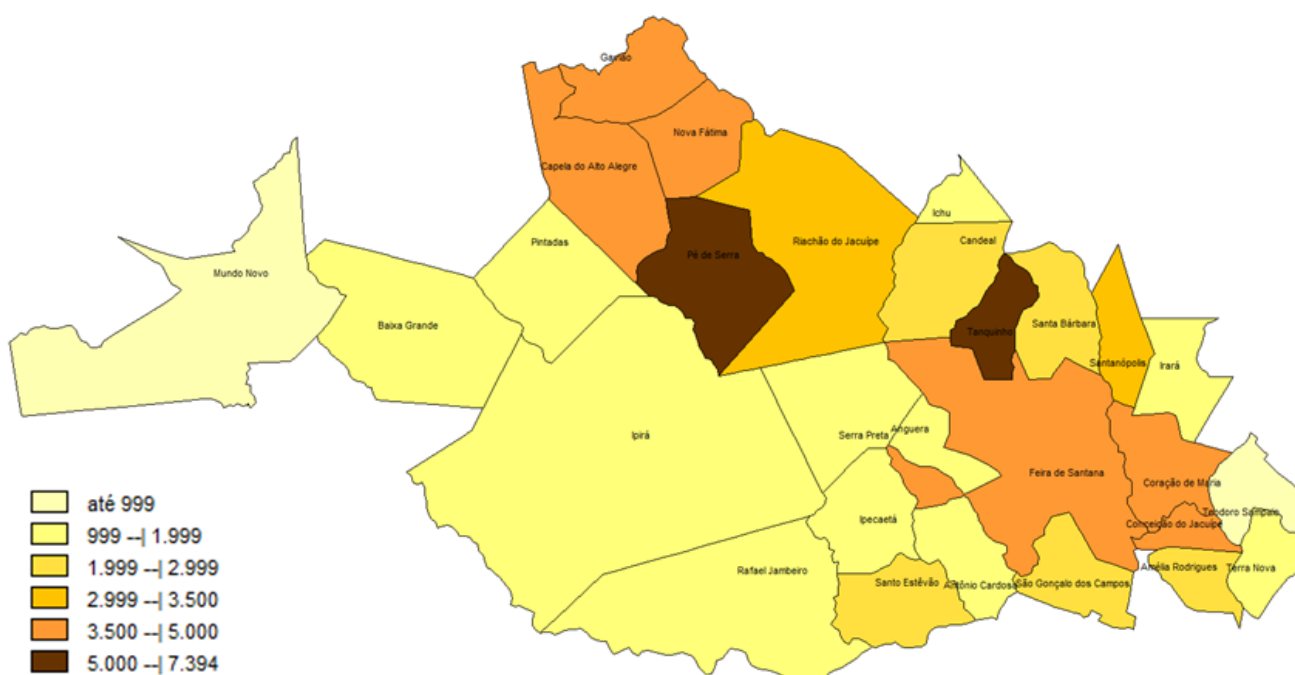 Gavião
Nova Fátima
Capela do Alto Alegre
Ichu
Pintadas
Riachão do Jacuípe
Candeal
Pé de Serra
Mundo Novo
Baixa Grande
Tanquinho
Santa Bárbara
Santanópolis
Irará
Ipirá
Serra Preta
Anguera
Feira de Santana
Coração de Maria
Teodoro Sampaio
Ipecaetá
Conceição do Jacuípe
Rafael Jambeiro
Santo Estêvão
Antônio Cardoso
São Gonçalo dos Campos
Amélia Rodrigues
Terra Nova
até 999
999 --| 1.999
1.999 --| 2.999
2.999 --| 3.500
3.500 --| 5.000
5.000 --| 7.394